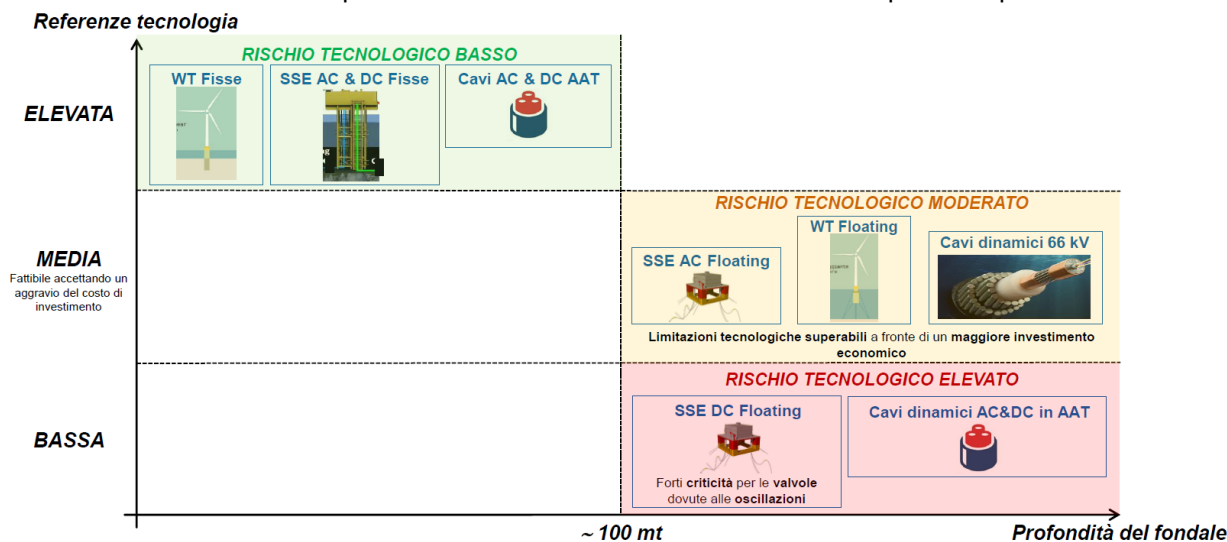 Referenze tecnologia
RISCHIO TECNOLOGICO BASSO
WT Fisse
SSE AC & DC Fisse
Cavi AC & DC AAT
ELEVATA
RISCHIO TECNOLOGICO MODERATO
WT Floating
SSE AC Floating
Cavi dinamici 66 kV
MEDIA
Fattibile accettando un
aggravio del costo di
investimento
Limitazioni tecnologiche superabili a fronte di un maggiore investimento
economico
RISCHIO TECNOLOGICO ELEVATO
SSE DC Floating
Cavi dinamici AC&DC in AAT
BASSA
Forti criticità per le valvole
dovute alle oscillazioni
~ 100 mt
Profondità del fondale